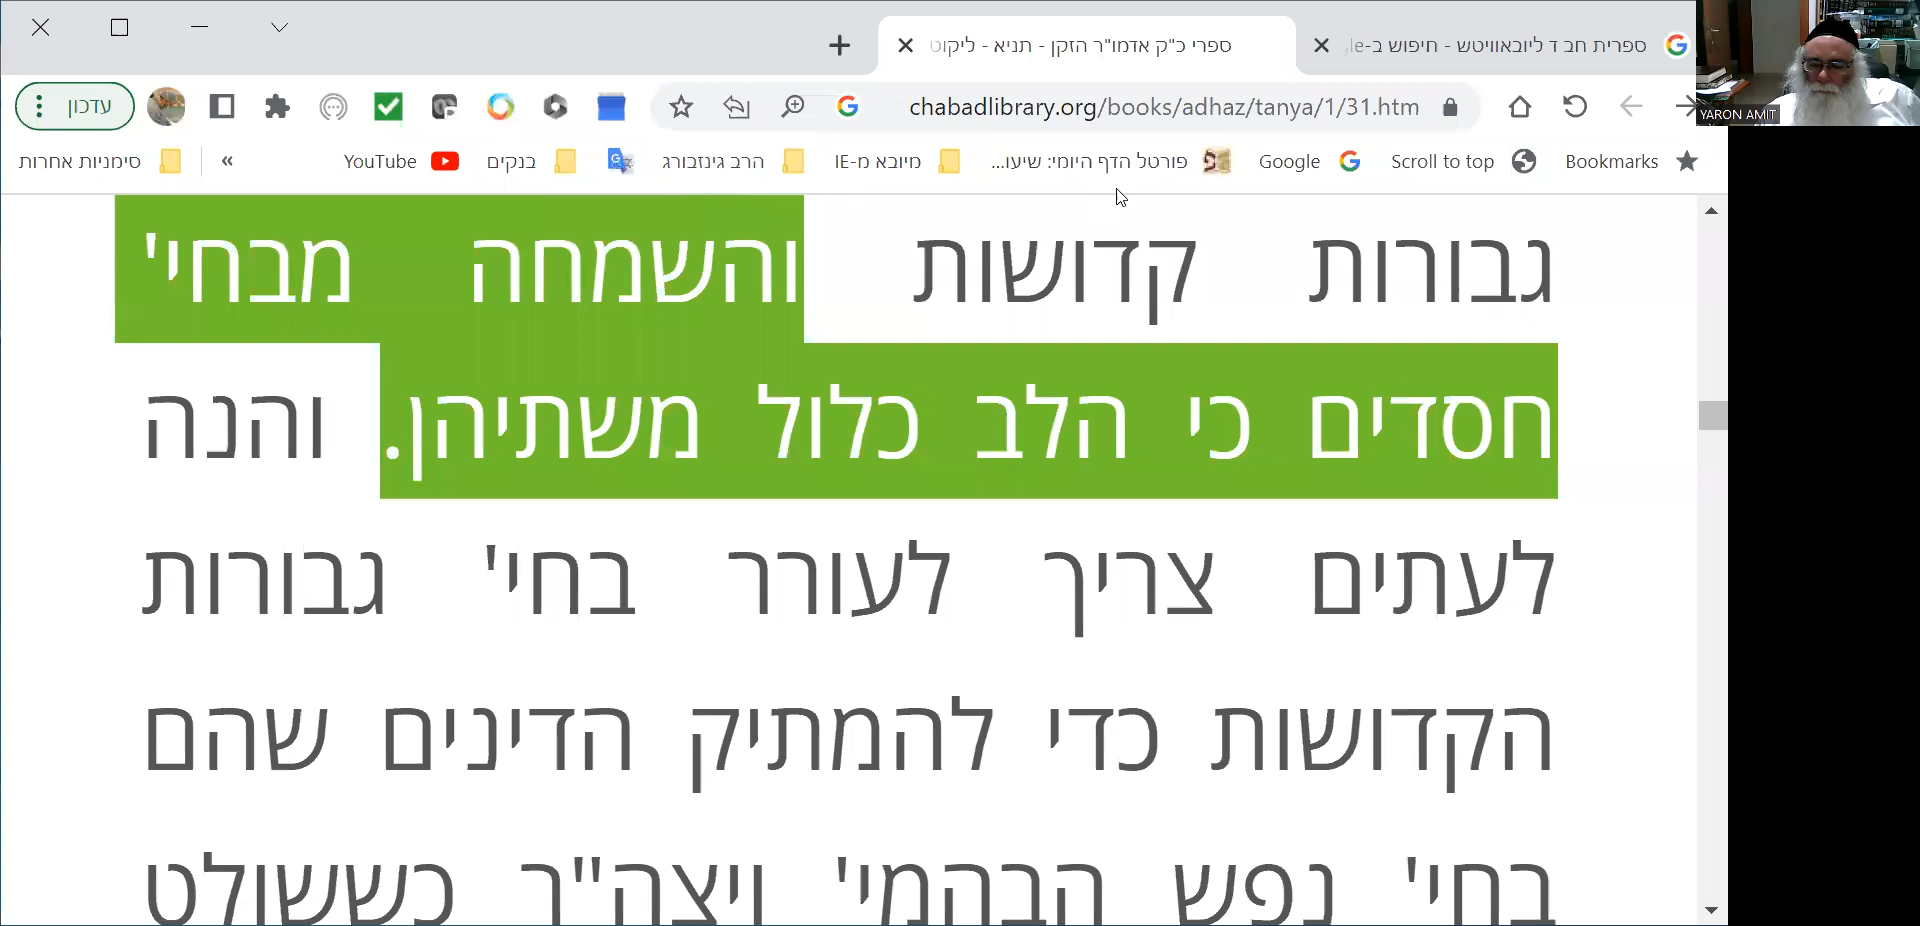 ספרי כ"ק אדמו"ר הזקן - תניא - ליקוט
ספרית חב ד ליובאוויטש - חיפוש ב-le
YARON AMIT
עדכון
chabadlibrary.org/books/adhaz/tanya/1/31.htm
Bookmarks
Scroll to top
Google
פורטל הדף היומי: שיעו...
מיובא מ-IE
הרב גינזבורג
בנקים
YouTube
»
סימניות אחרות
גבורות קדושות והשמחה מבחי'
חסדים כי הלב כלול משתיהן. והנה
לעתים צריך לעורר בחי' גבורות
הקדושות כדי להמתיק הדינים שהם
בחי' נפש הבהמי' ויצה"ר כששולט